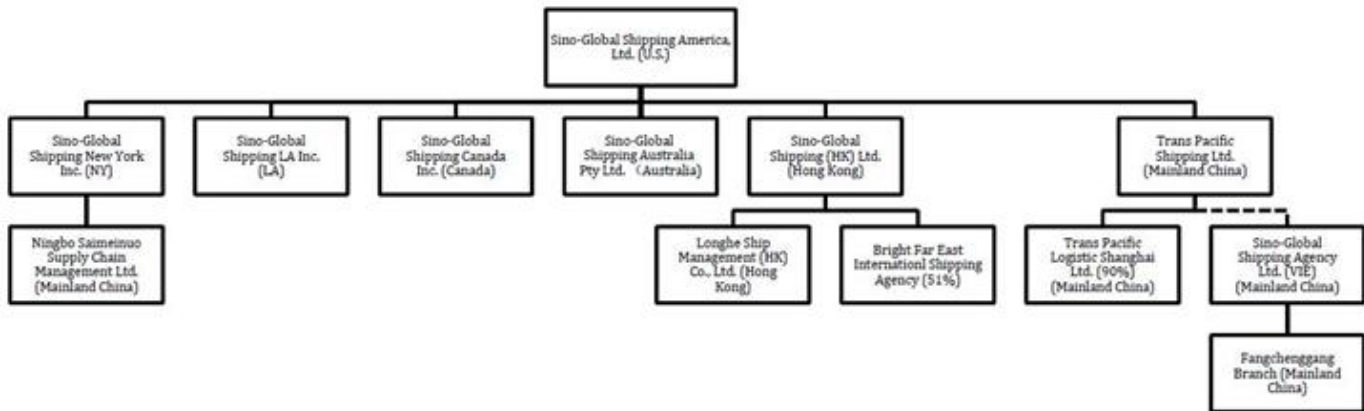 Sino-Global Shipping America,
Ltd. (U.S.)
Sino-Global
Shipping New York
Inc. (NY)
Sino-Global
Shipping LA Inc.
(LA)
Sino-Global
Shipping Canada
Inc. (Canada)
Sino-Global
Shipping Australia
Pty Ltd. （Australia)
Sino-Global
Shipping (HK) Ltd.
(Hong Kong)
Trans Pacific
Shipping Ltd.
(Mainland China)
Ningbo Saimeinuo
Supply Chain
Management Ltd.
(Mainland China)
Longhe Ship
Management (HK)
Co., Ltd. (Hong
Kong)
Bright Far East
Internationl Shipping
Agency (51%)
Trans Pacific
Logistic Shanghai
Ltd. (90%)
(Mainland China)
Sino-Global
Shipping Agency
Ltd. (VIE)
(Mainland China)
Fangchenggang
Branch (Mainland
China)